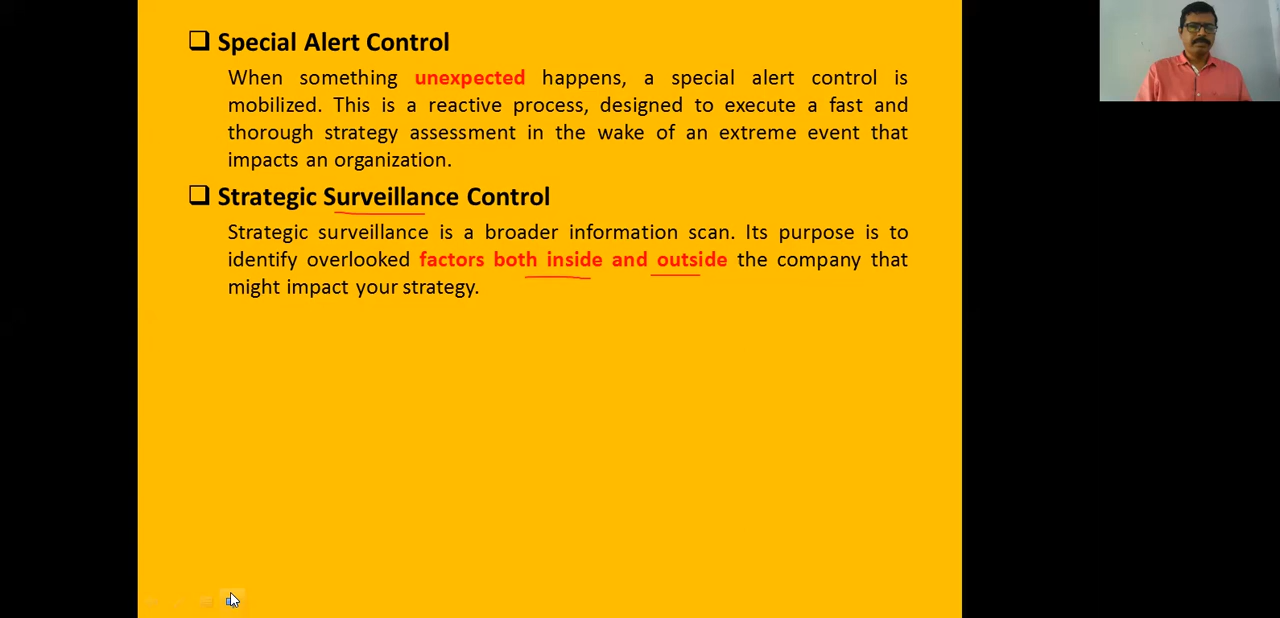 Special Alert Control
When something unexpected happens, a special alert control is
mobilized. This is a reactive process, designed to execute a fast and
thorough strategy assessment in the wake of an extreme event that
impacts an organization.
Strategic Surveillance Control
Strategic surveillance is a broader information scan. Its purpose is to
identify overlooked factors both inside and outside the company that
might impact your strategy.